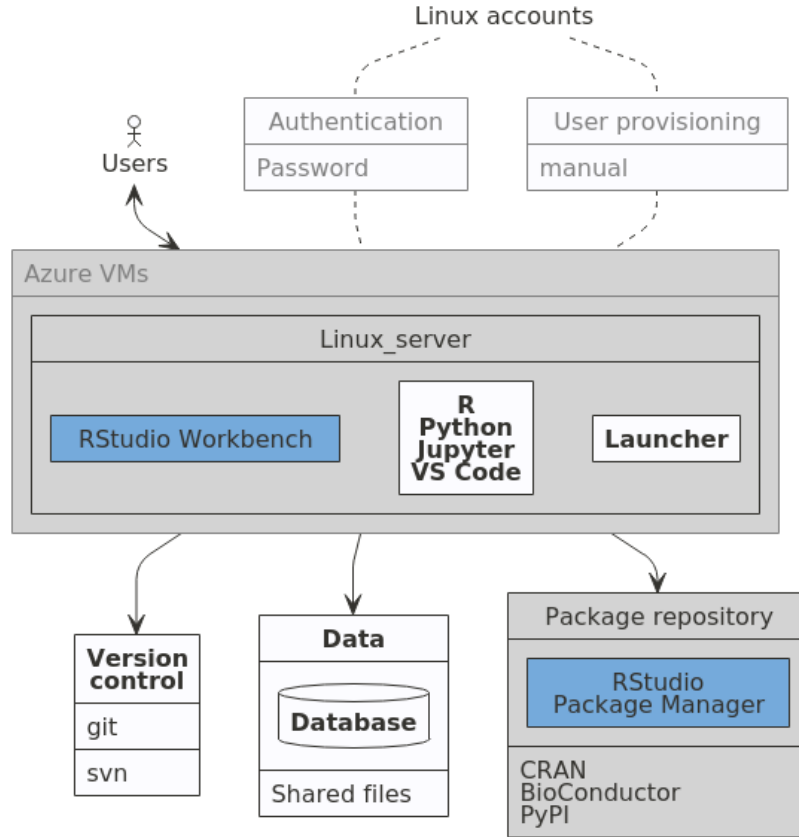 Linux accounts
Authentication
Password
User provisioning
manual
Users
Azure VMs
Linux_server
RStudio Workbench
R
Python
Jupyter
VS Code
Launcher
Version
control
git
svn
Data
Database
Shared files
Package repository
RStudio
Package Manager
CRAN
BioConductor
PyPI